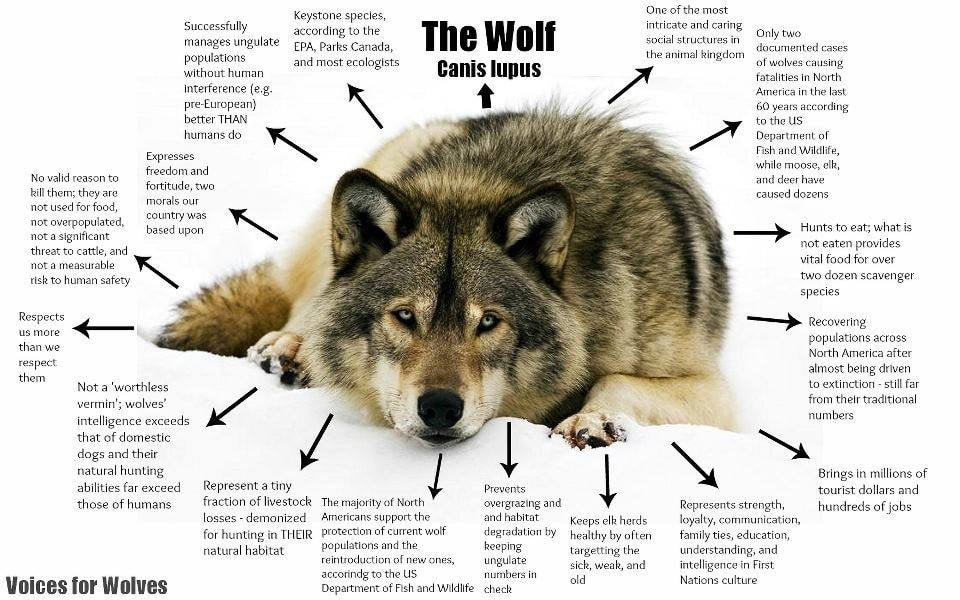 The Wolf
Canis lupus
Successfully
manages ungulate
populations
without human
interference (e.g.
pre-European)
better THAN
humans do
Keystone species,
according to the
EPA, Parks Canada,
and most ecologists
One of the most
intricate and caring
social structures in
the animal kingdom
Only two
documented cases
of wolves causing
fatalities in North
America in the last
60 years according
to the US
Department of
Fish and Wildlife,
while moose, elk,
and deer have
caused dozens
Expresses
freedom and
fortitude, two
morals our
country was
based upon
No valid reason to
kill them; they are
not used for food,
not overpopulated,
not a significant
threat to cattle, and
not a measurable
risk to human safety
Hunts to eat; what is
not eaten provides
vital food for over
two dozen scavenger
species
Respects
us more
than we
respect
them
Recovering
populations across
North America after
almost being driven
to extinction - still far
from their traditional
numbers
Not a 'worthless
vermin'; wolves'
intelligence exceeds
that of domestic
dogs and their
natural hunting
abilities far exceed
those of humans
Represent a tiny
fraction of livestock
losses - demonized
for hunting in THEIR
natural habitat
The majority of North
Americans support the
protection of current wolf
populations and the
reintroduction of new ones,
accorindg to the US
Department of Fish and Wildlife
Prevents
overgrazing and
and habitat
degradation by
keeping
ungulate
numbers in
check
Keeps elk herds
healthy by often
targetting the
sick, weak, and
old
Represents strength,
loyalty, communication,
family ties, education,
understanding, and
intelligence in First
Nations culture
Brings in millions of
tourist dollars and
hundreds of jobs
Voices for Wolves